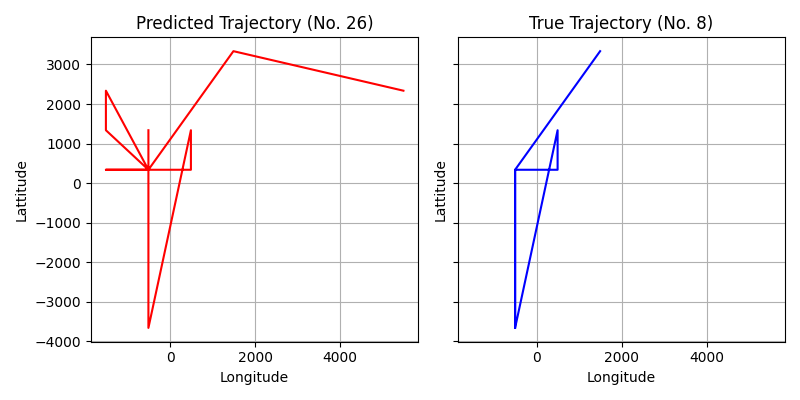 Predicted Trajectory (No. 26)
True Trajectory (No. 8)
Lattitude
3000
2000
1000
0
−1000
−2000
−3000
−4000
0 2000 4000
Longitude
Lattitude
0 2000 4000
Longitude